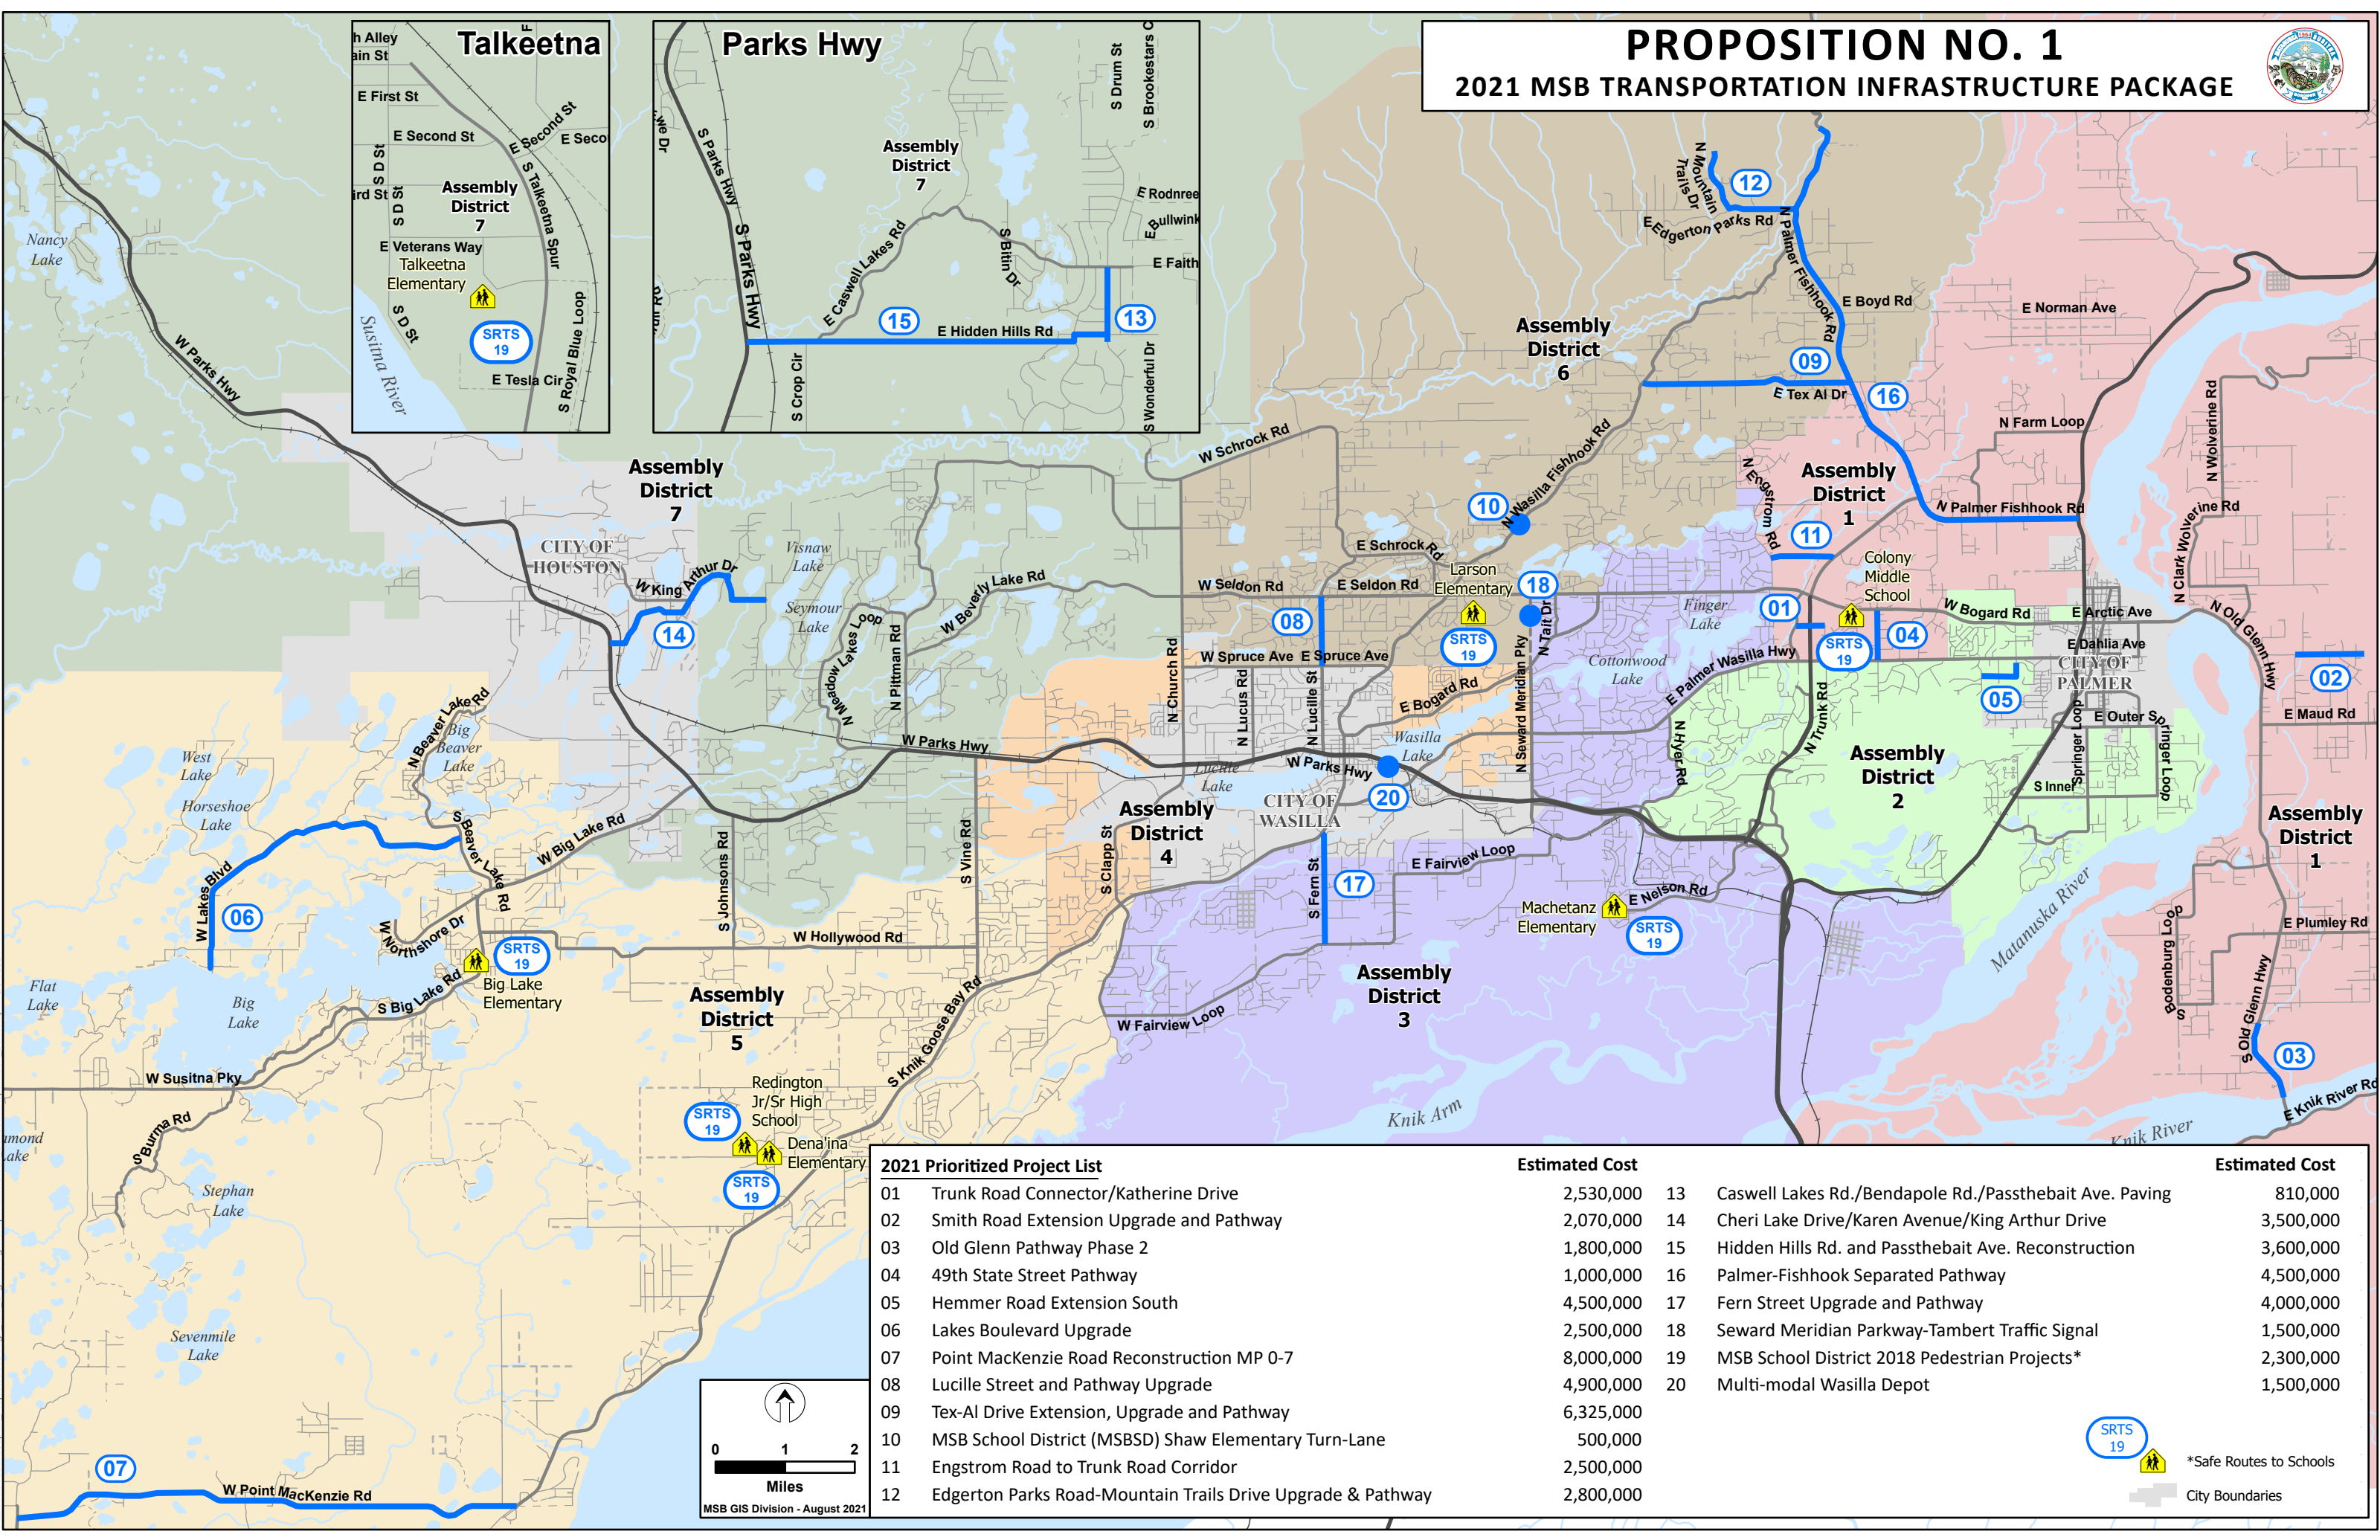 PROPOSITION NO. 1
2021 MSB TRANSPORTATION INFRASTRUCTURE PACKAGE
Talkeetna
h Alley
ain St
E First St
E Second St
E Second St
E Seco
S D St
ird St
S D St
Assembly
District
7
S Talkeetna Spur
E Veterans Way
Talkeetna
Elementary
S D St
SRTS
19
Susitna River
E Tesla Cir
S Royal Blue Loop
Parks Hwy
S Drum St
S Brookestars C
S Parks Hwy
S Parks Hwy
Assembly
District
7
E Rodnree
E Bullwink
E Faith
S Bitin Dr
E Caswell Lakes Rd
15
E Hidden Hills Rd
13
S Crop Cir
S Wonderful Dr
Nancy
Lake
W Parks Hwy
N Mountain
Trails Dr
12
E Edgerton Parks Rd
N Palmer Fishhook Rd
E Boyd Rd
E Norman Ave
Assembly
District
6
09
E Tex Al Dr
16
N Farm Loop
N Wolverine Rd
W Schrock Rd
N Wasilla Fishhook Rd
Assembly
District
7
N Engstrom Rd
Assembly
District
1
10
N Palmer Fishhook Rd
N Clark Wolverine Rd
11
CITY OF
HOUSTON
Visnaw
Lake
E Schrock Rd
Colony
Middle
School
W King Arthur Dr
W Beverly Lake Rd
W Seldon Rd
E Seldon Rd
Larson
Elementary
18
Seymour
Lake
Finger
Lake
01
W Bogard Rd
E Arctic Ave
N Old Glenn Hwy
14
08
SRTS
19
N Tait Dr
SRTS
19
04
E Dahlia Ave
N Meadow Lakes Loop
N Pittman Rd
N Church Rd
W Spruce Ave
E Spruce Ave
Cottonwood
Lake
E Palmer Wasilla Hwy
CITY OF
PALMER
02
05
N Lucus Rd
N Lucille St
E Bogard Rd
N Seward Meridian Pky
N Hyer Rd
N Trunk Rd
E Outer Springer Loop
Springer Loop
E Maud Rd
N Beaver Lake Rd
Big
Beaver
Lake
West
Lake
W Parks Hwy
Wasilla
Lake
Lucille
Lake
W Parks Hwy
20
Assembly
District
2
S Inner
Horseshoe
Lake
S Beaver Lake Rd
W Big Lake Rd
Assembly
District
4
CITY OF
WASILLA
Assembly
District
1
W Lakes Blvd
06
S Johnsons Rd
S Vine Rd
S Clapp St
S Fern St
17
E Fairview Loop
E Nelson Rd
Machetanz
Elementary
SRTS
19
Matanuska River
S Bodenburg Loop
E Plumley Rd
W Northshore Dr
SRTS
19
W Hollywood Rd
Big Lake
Elementary
S Big Lake Rd
Flat
Lake
Big
Lake
Assembly
District
5
Assembly
District
3
W Fairview Loop
S Knik Goose Bay Rd
S Old Glenn Hwy
03
W Susitna Pky
E Knik River Rd
Knik Arm
Knik River
S Burma Rd
amond
ake
Redington
Jr/Sr High
School
SRTS
19
Dena'ina
Elementary
SRTS
19
Stephan
Lake
Sevenmile
Lake
07
W Point MacKenzie Rd
0 1 2
Miles
MSB GIS Division - August 2021
2021 Prioritized Project List Estimated Cost
01 Trunk Road Connector/Katherine Drive 2,530,000
02 Smith Road Extension Upgrade and Pathway 2,070,000
03 Old Glenn Pathway Phase 2 1,800,000
04 49th State Street Pathway 1,000,000
05 Hemmer Road Extension South 4,500,000
06 Lakes Boulevard Upgrade 2,500,000
07 Point MacKenzie Road Reconstruction MP 0-7 8,000,000
08 Lucille Street and Pathway Upgrade 4,900,000
09 Tex-Al Drive Extension, Upgrade and Pathway 6,325,000
10 MSB School District (MSBSD) Shaw Elementary Turn-Lane 500,000
11 Engstrom Road to Trunk Road Corridor 2,500,000
12 Edgerton Parks Road-Mountain Trails Drive Upgrade & Pathway 2,800,000
Estimated Cost
13 Caswell Lakes Rd./Bendapole Rd./Passthebait Ave. Paving 810,000
14 Cheri Lake Drive/Karen Avenue/King Arthur Drive 3,500,000
15 Hidden Hills Rd. and Passthebait Ave. Reconstruction 3,600,000
16 Palmer-Fishhook Separated Pathway 4,500,000
17 Fern Street Upgrade and Pathway 4,000,000
18 Seward Meridian Parkway-Tambert Traffic Signal 1,500,000
19 MSB School District 2018 Pedestrian Projects* 2,300,000
20 Multi-modal Wasilla Depot 1,500,000
SRTS
19
*Safe Routes to Schools
City Boundaries